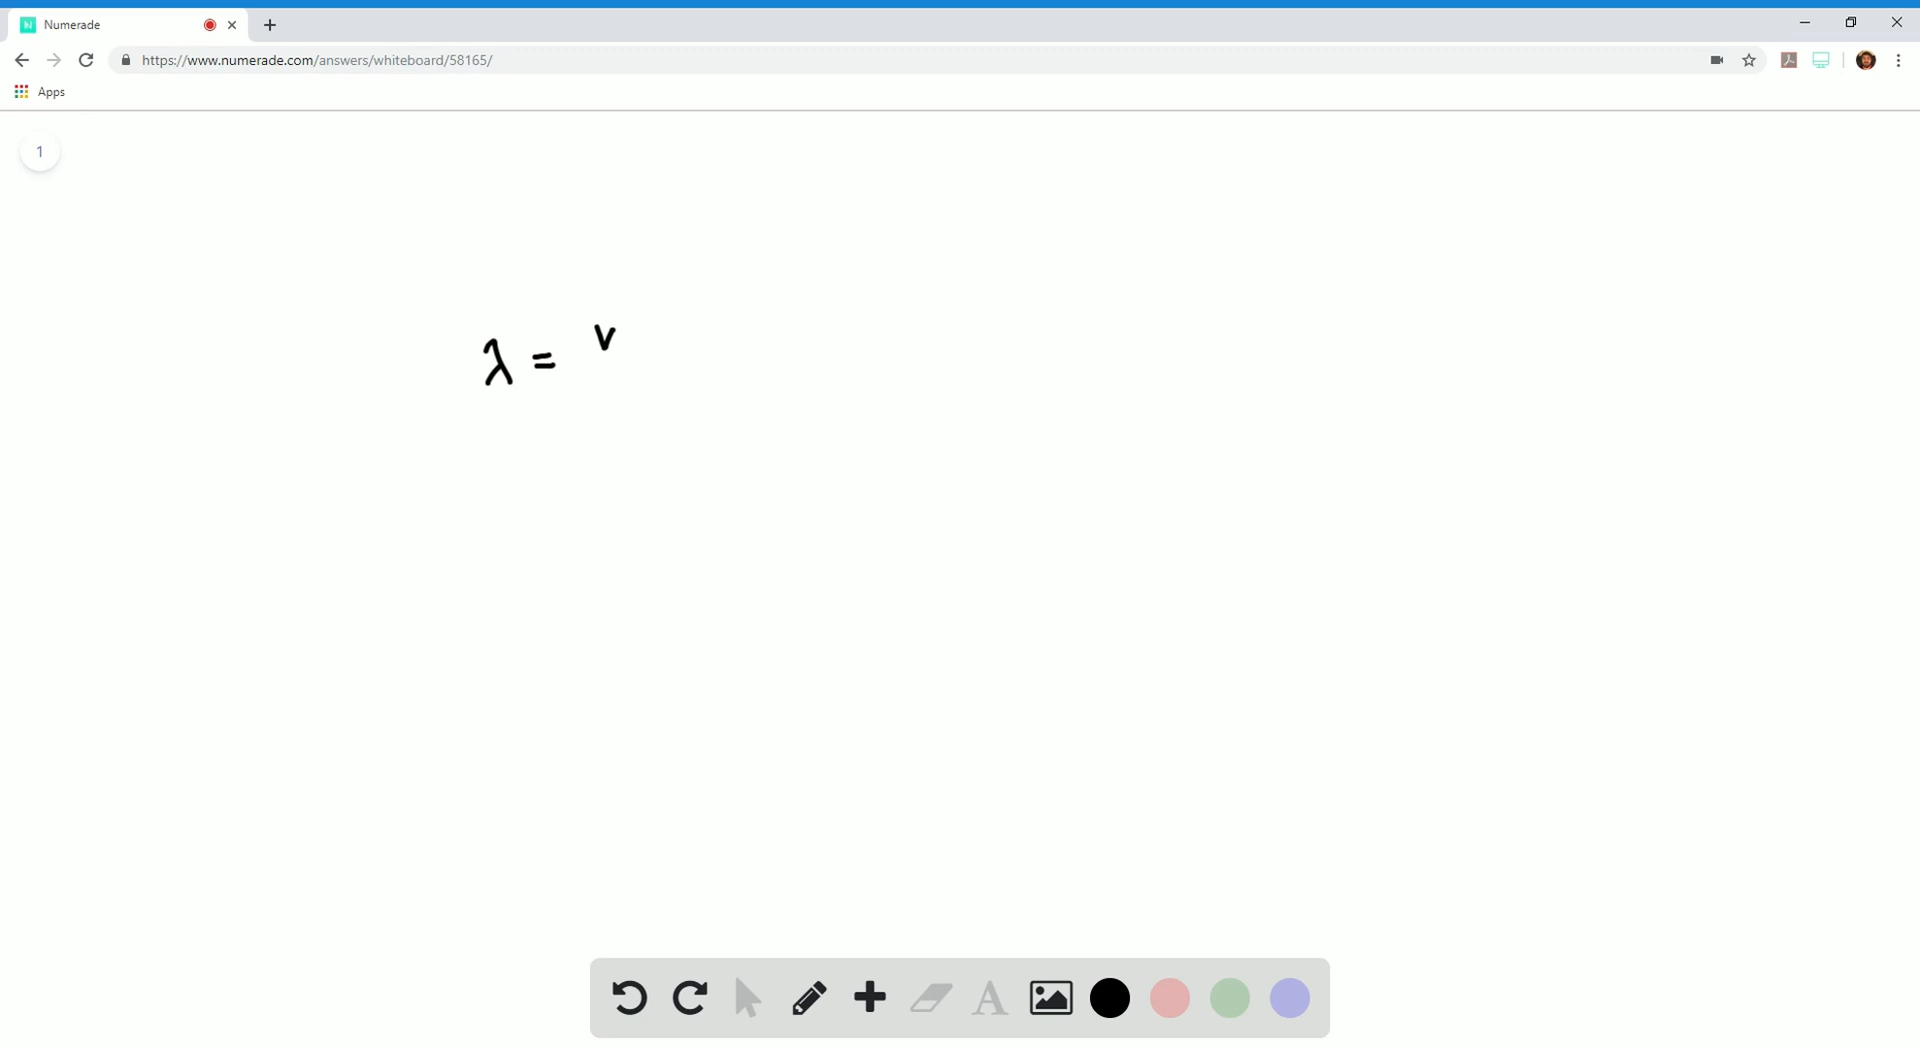 Numerade
https://www.numerade.com/answers/whiteboard/58165/
Apps
1
λ = v
A